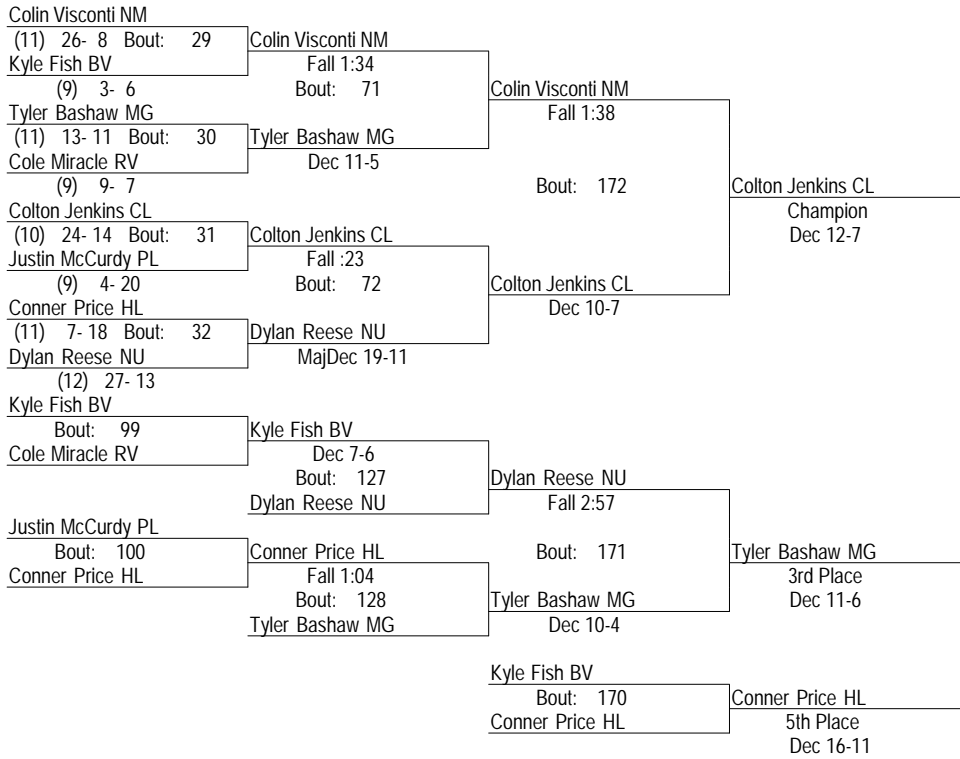 Colin Visconti NM
(11) 26- 8 Bout: 29 Colin Visconti NM
Kyle Fish BV Fall 1:34
(9) 3- 6 Bout: 71 Colin Visconti NM
Tyler Bashaw MG Fall 1:38
(11) 13- 11 Bout: 30 Tyler Bashaw MG
Cole Miracle RV Dec 11-5
(9) 9- 7 Bout: 172 Colton Jenkins CL
Colton Jenkins CL Champion
(10) 24- 14 Bout: 31 Colton Jenkins CL Dec 12-7
Justin McCurdy PL Fall :23
(9) 4- 20 Bout: 72 Colton Jenkins CL
Conner Price HL Dec 10-7
(11) 7- 18 Bout: 32 Dylan Reese NU
Dylan Reese NU MajDec 19-11
(12) 27- 13
Kyle Fish BV
Bout: 99 Kyle Fish BV
Cole Miracle RV Dec 7-6
Bout: 127 Dylan Reese NU
Dylan Reese NU Fall 2:57
Justin McCurdy PL
Bout: 100 Conner Price HL Bout: 171 Tyler Bashaw MG
Conner Price HL Fall 1:04 3rd Place
Bout: 128 Tyler Bashaw MG Dec 11-6
Tyler Bashaw MG Dec 10-4
Kyle Fish BV
Bout: 170 Conner Price HL
Conner Price HL 5th Place
Dec 16-11